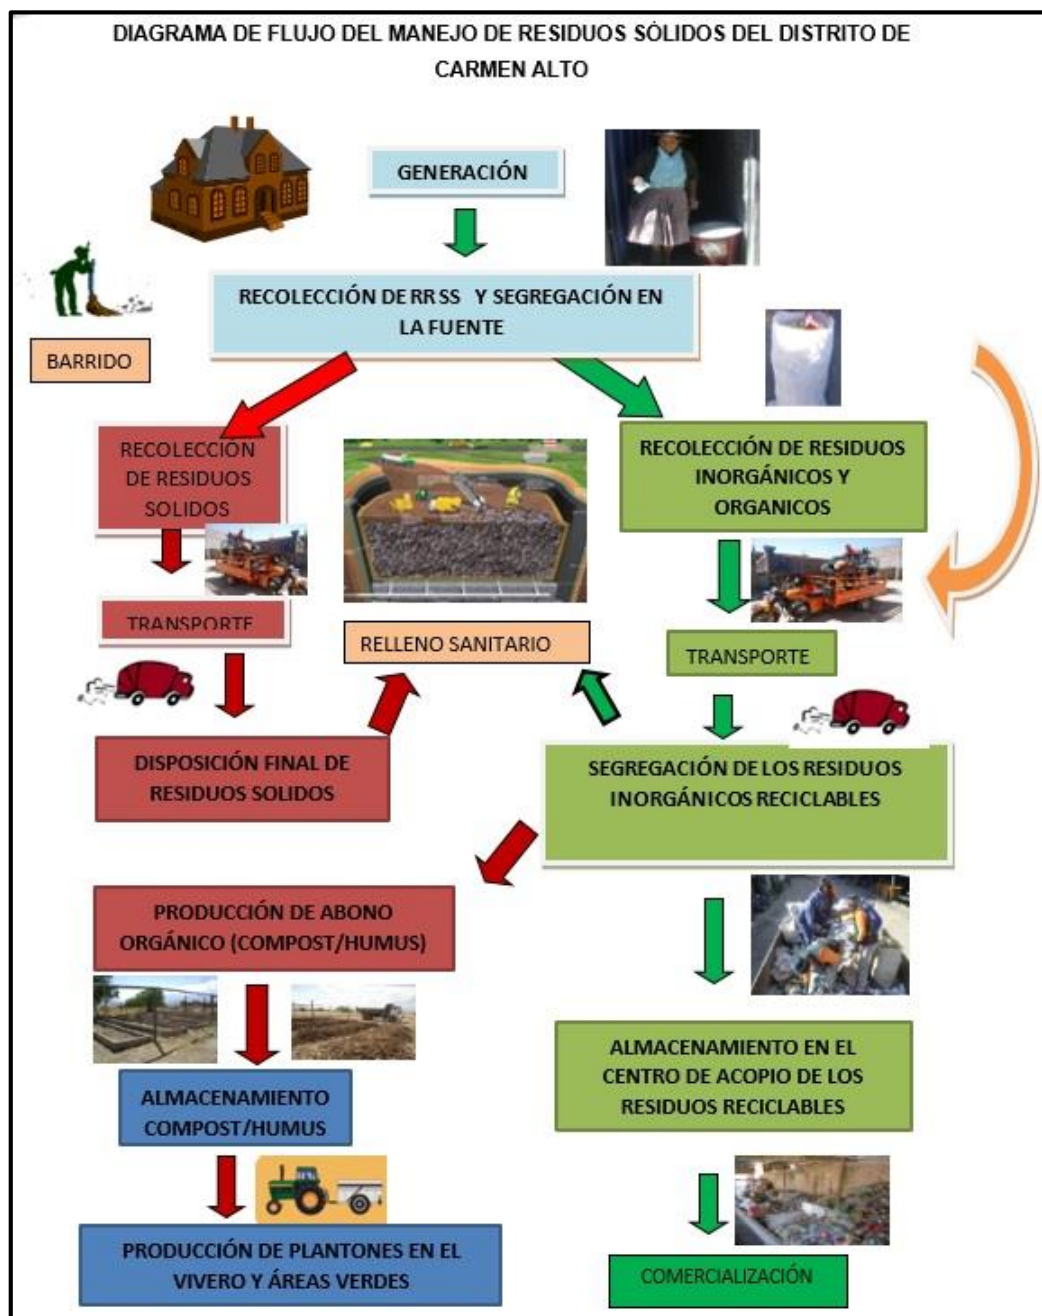 DIAGRAMA DE FLUJO DEL MANEJO DE RESIDUOS SÓLIDOS DEL DISTRITO DE
CARMEN ALTO
GENERACIÓN
RECOLECCIÓN DE RRSS Y SEGREGACIÓN EN
LA FUENTE
BARRIDO
RECOLECCIÓN
DE RESIDUOS
SOLIDOS
RECOLECCIÓN DE RESIDUOS
INORGÁNICOS Y
ORGANICOS
TRANSPORTE
RELLENO SANITARIO
TRANSPORTE
DISPOSICIÓN FINAL DE
RESIDUOS SOLIDOS
SEGREGACIÓN DE LOS RESIDUOS
INORGÁNICOS RECICLABLES
PRODUCCIÓN DE ABONO
ORGÁNICO (COMPOST/HUMUS)
ALMACENAMIENTO EN EL
CENTRO DE ACOPIO DE LOS
RESIDUOS RECICLABLES
ALMACENAMIENTO
COMPOST/HUMUS
PRODUCCIÓN DE PLANTONES EN EL
VIVERO Y ÁREAS VERDES
COMERCIALIZACIÓN